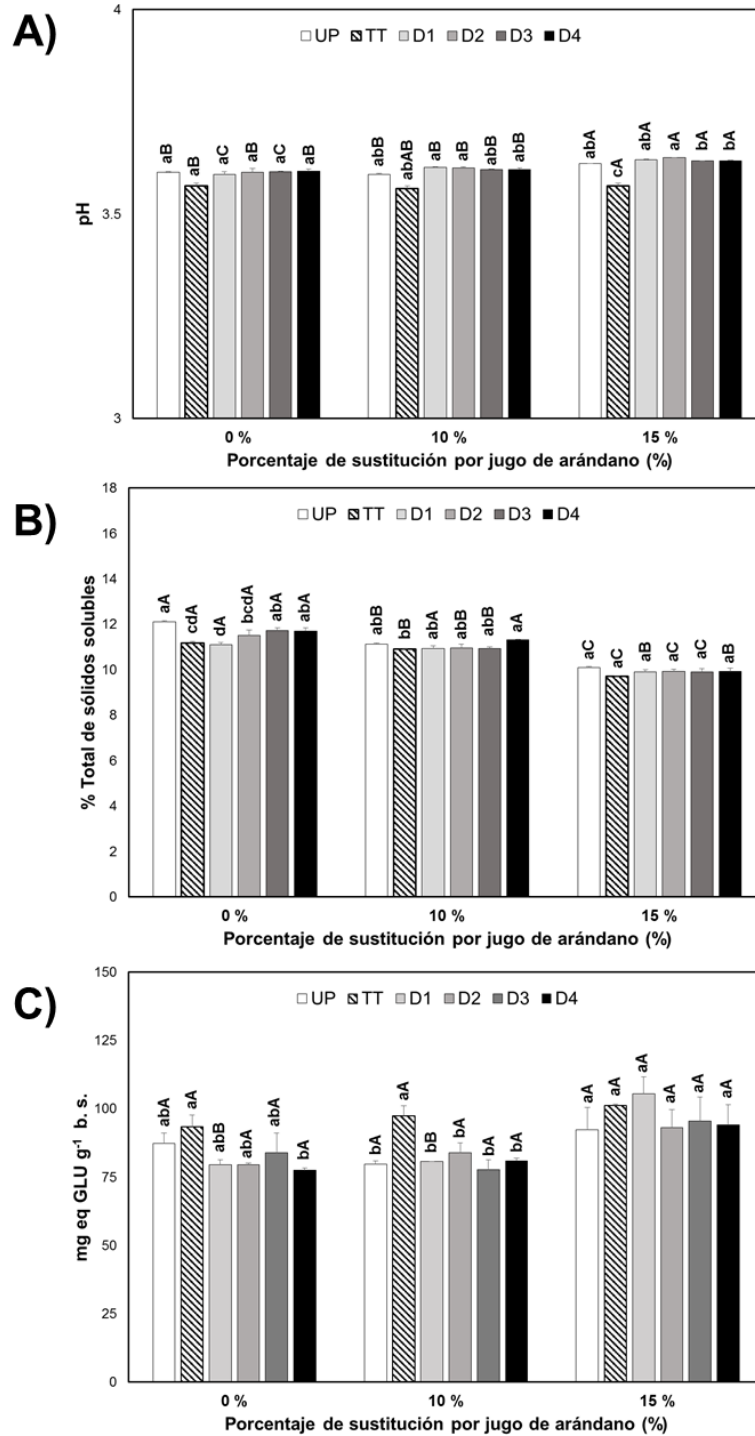 A)
4
UP TT D1 D2 D3 D4
aB aB aC aB aC aB
abB abAB aB aB abB abB
abA cA abA aA bA bA
3.5
pH
3
0 % 10 % 15 %
Porcentaje de sustitución por jugo de arándano (%)
B)
18
UP TT D1 D2 D3 D4
16
14
12
10
8
6
4
2
0
aA cdA dA bcdA abA abA
abB bB abA abB abB aA
aC aC aB aC aC aB
% Total de sólidos solubles
0 % 10 % 15 %
Porcentaje de sustitución por jugo de arándano (%)
C)
150
UP TT D1 D2 D3 D4
125
100
75
50
25
0
abA aA abB abA abA bA
bA aA bB bA bA bA
aA aA aA aA aA aA
mg eq GLU g⁻¹ b. s.
0 % 10 % 15 %
Porcentaje de sustitución por jugo de arándano (%)